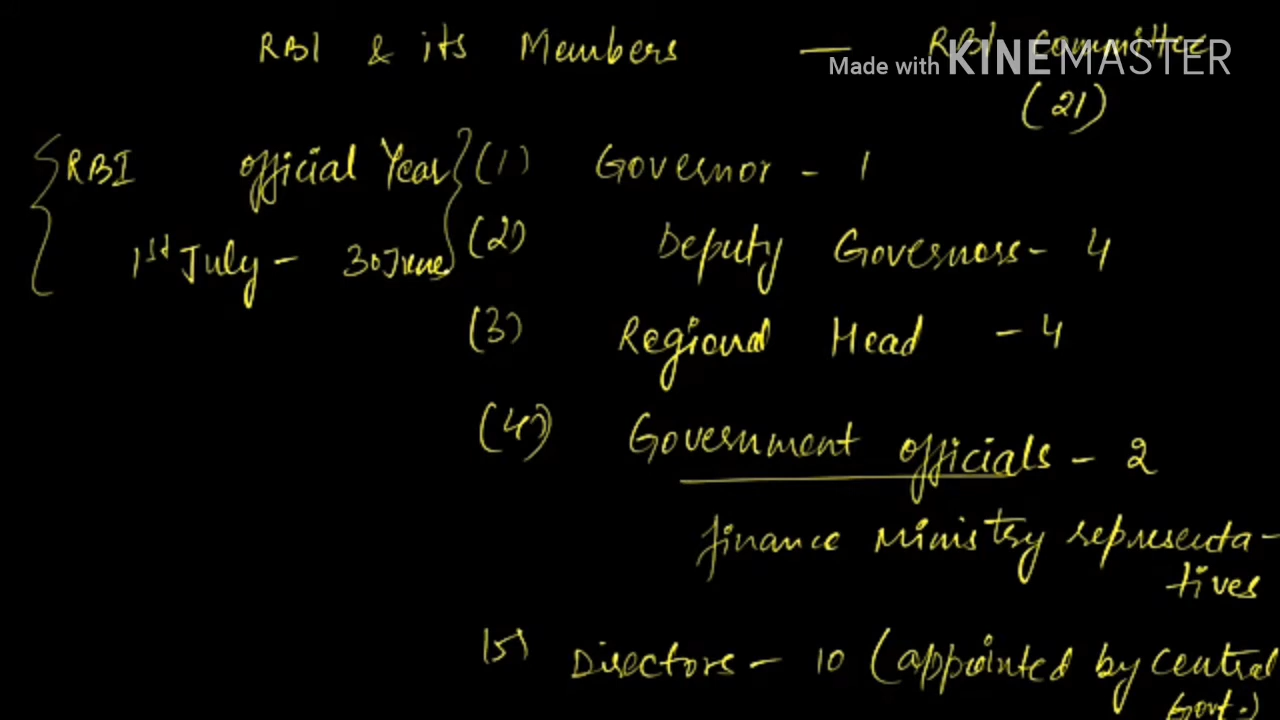 RBI & its Members — RBI Committee
Made with KINEMASTER
(21)
RBI official Year (1) Governor - 1
1st July - 30 June (2) Deputy Governors - 4
(3) Regional Head - 4
(4) Government officials - 2
finance Ministry representa-
tives
(5) Directors - 10 (appointed by central
Govt.)